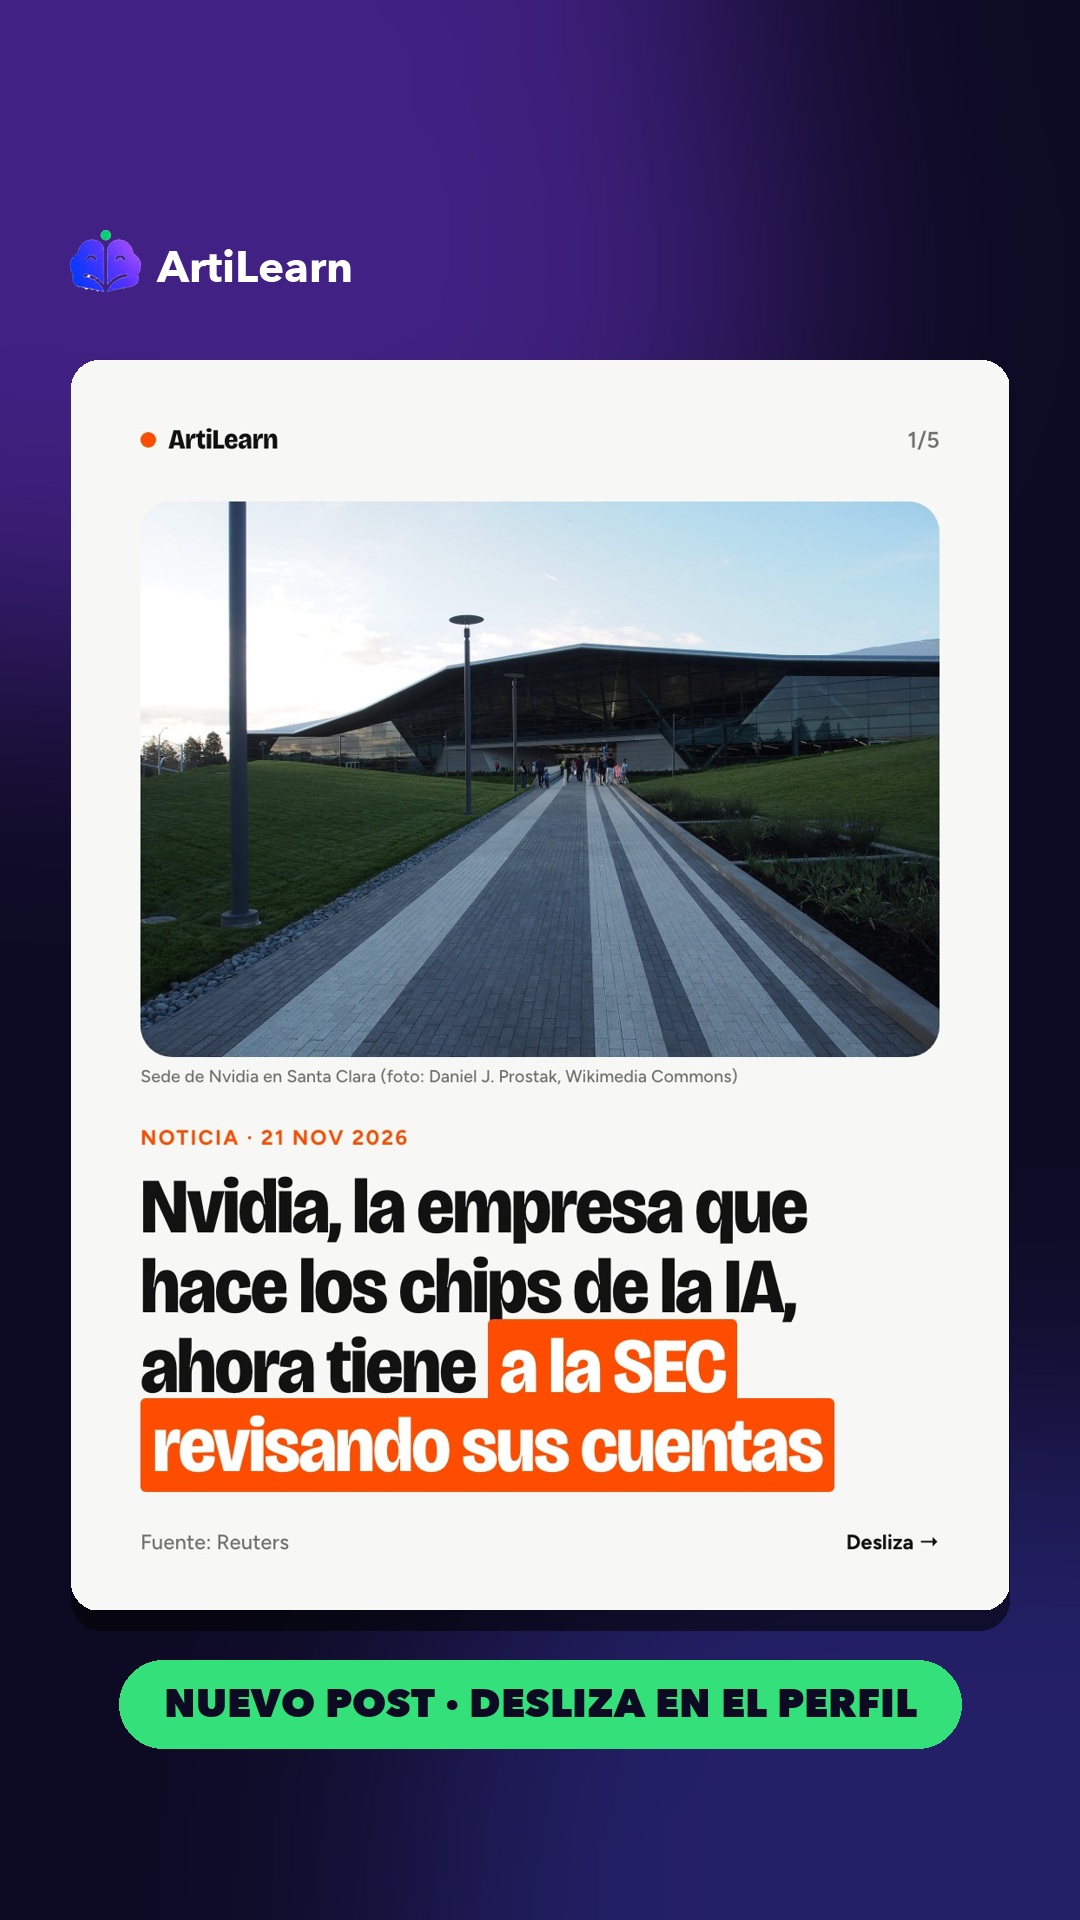 ArtiLearn
ArtiLearn
1/5
Sede de Nvidia en Santa Clara (foto: Daniel J. Prostak, Wikimedia Commons)
NOTICIA · 21 NOV 2026
Nvidia, la empresa que
hace los chips de la IA,
ahora tiene a la SEC
revisando sus cuentas
Fuente: Reuters
Desliza →
NUEVO POST • DESLIZA EN EL PERFIL